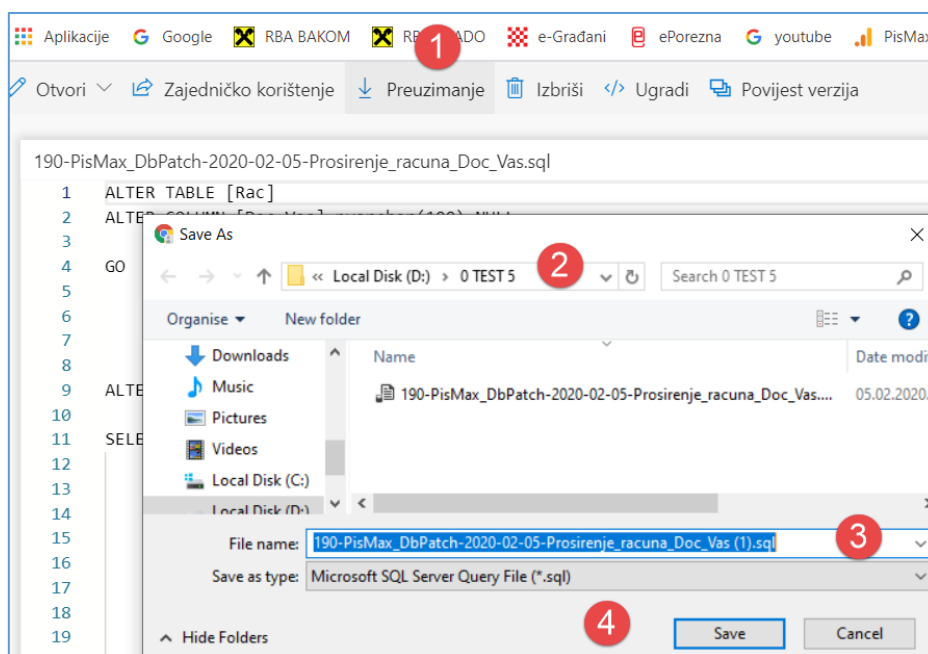 Aplikacije Google RBA BAKOM e-Građani ePorezna youtube
1
Otvori Zajedničko korištenje Preuzimanje Izbriši Ugradi Povijest verzija
190-PisMax_DbPatch-2020-02-05-Prosirenje_racuna_Doc_Vas.sql
1 ALTER TABLE [Rac]
2
3
4 GO
5
6
7
8
9 ALTE
10
11 SELE
12
13
14
15
16
17
18
19
Save As
« Local Disk (D:) › 0 TEST 5 2 Search 0 TEST 5
Organise New folder
Downloads
Music
Pictures
Videos
Local Disk (C:)
Local Disk (D:)
Name Date modi
190-PisMax_DbPatch-2020-02-05-Prosirenje_racuna_Doc_Vas.... 05.02.2020.
File name: 190-PisMax_DbPatch-2020-02-05-Prosirenje_racuna_Doc_Vas (1).sql 3
Save as type: Microsoft SQL Server Query File (*.sql)
Hide Folders 4 Save Cancel